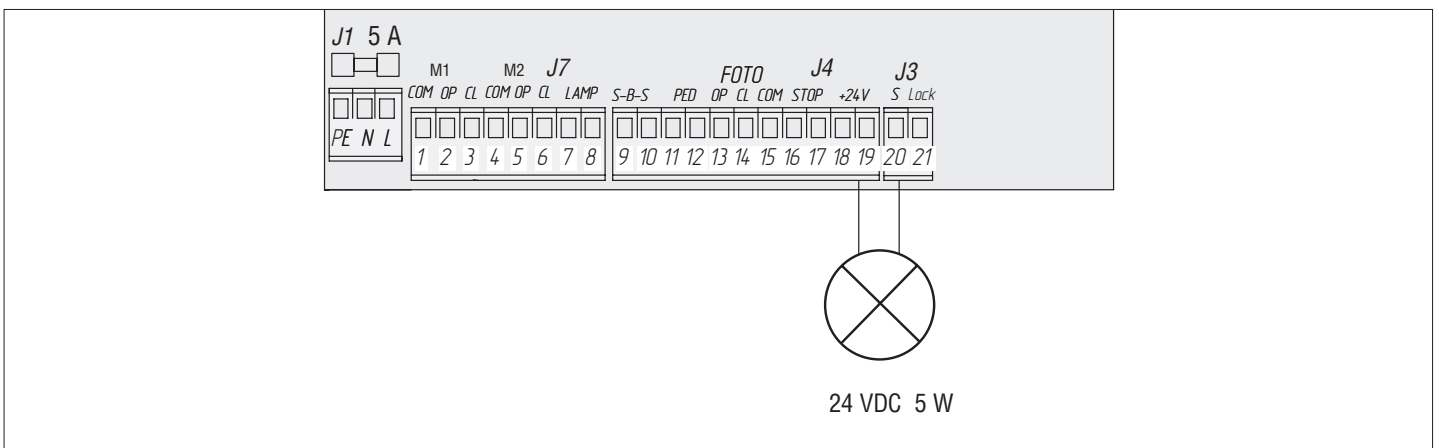 J1 5 A
M1 M2 J7 FOTO J4 J3
COM OP CL COM OP CL LAMP S-B-S PED OP CL COM STOP +24V S Lock
PE N L
1 2 3 4 5 6 7 8 9 10 11 12 13 14 15 16 17 18 19 20 21
24 VDC 5 W